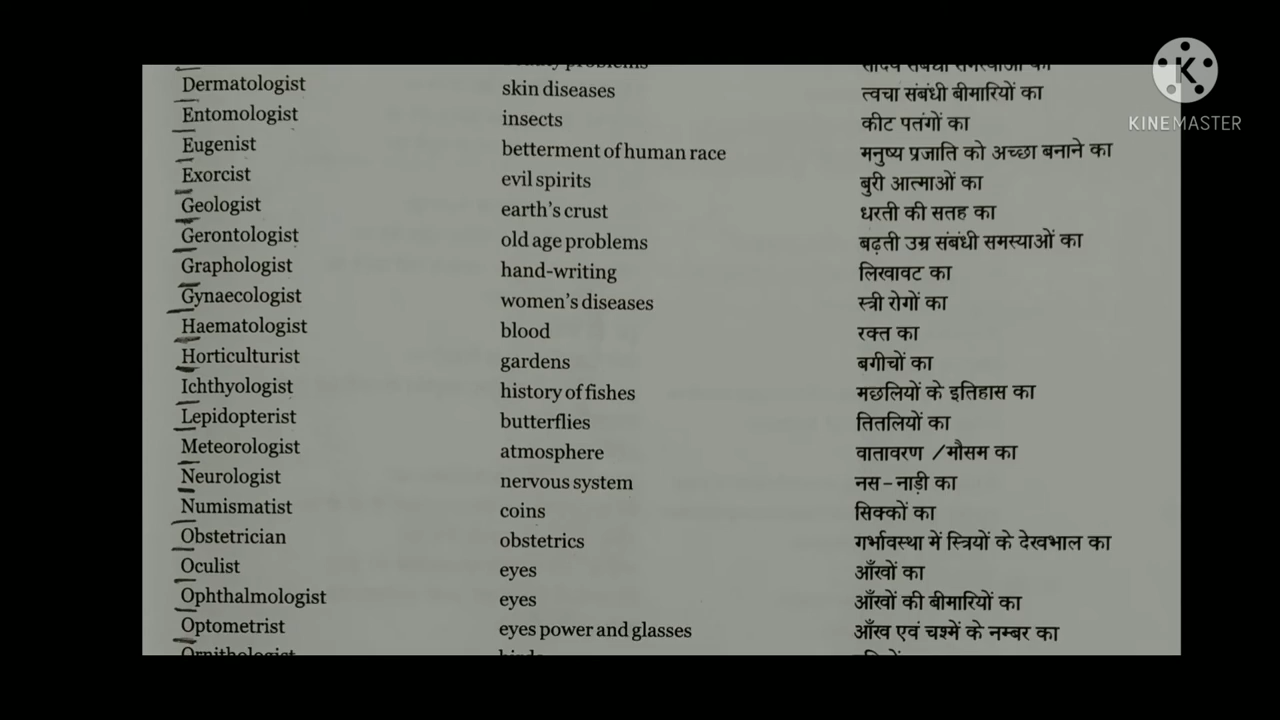 Dermatologist skin diseases त्वचा संबंधी बीमारियों का
Entomologist insects कीट पतंगों का
Eugenist betterment of human race मनुष्य प्रजाति को अच्छा बनाने का
Exorcist evil spirits बुरी आत्माओं का
Geologist earth's crust धरती की सतह का
Gerontologist old age problems बढ़ती उम्र संबंधी समस्याओं का
Graphologist hand-writing लिखावट का
Gynaecologist women's diseases स्त्री रोगों का
Haematologist blood रक्त का
Horticulturist gardens बगीचों का
Ichthyologist history of fishes मछलियों के इतिहास का
Lepidopterist butterflies तितलियों का
Meteorologist atmosphere वातावरण /मौसम का
Neurologist nervous system नस-नाड़ी का
Numismatist coins सिक्कों का
Obstetrician obstetrics गर्भावस्था में स्त्रियों के देखभाल का
Oculist eyes आँखों का
Ophthalmologist eyes आँखों की बीमारियों का
Optometrist eyes power and glasses आँख एवं चश्में के नम्बर का
K
KINEMASTER